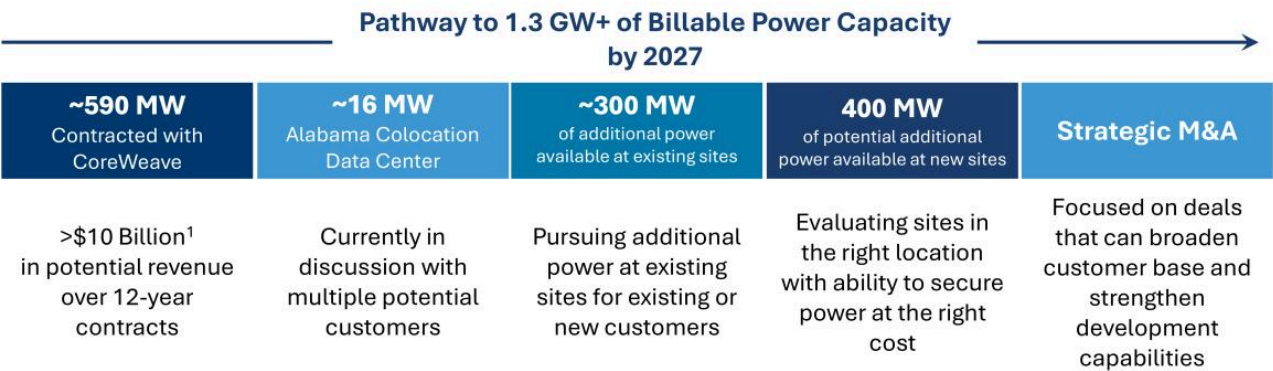 Pathway to 1.3 GW+ of Billable Power Capacity
by 2027
~590 MW
Contracted with
CoreWeave
~16 MW
Alabama Colocation
Data Center
~300 MW
of additional power
available at existing sites
400 MW
of potential additional
power available at new sites
Strategic M&A
>$10 Billion¹
in potential revenue
over 12-year
contracts
Currently in
discussion with
multiple potential
customers
Pursuing additional
power at existing
sites for existing or
new customers
Evaluating sites in
the right location
with ability to secure
power at the right
cost
Focused on deals
that can broaden
customer base and
strengthen
development
capabilities